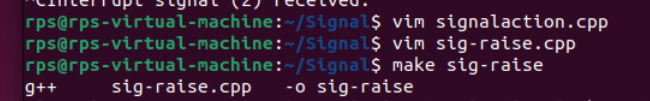 ^CInterrupt signal (2) received.
rps@rps-virtual-machine:~/Signal$ vim signalaction.cpp
rps@rps-virtual-machine:~/Signal$ vim sig-raise.cpp
rps@rps-virtual-machine:~/Signal$ make sig-raise
g++     sig-raise.cpp   -o sig-raise